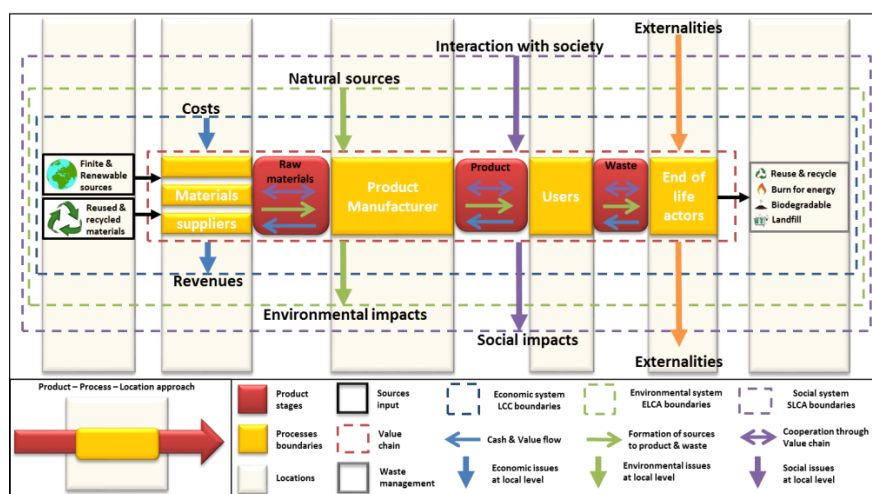 Externalities
Interaction with society
Natural sources
Costs
Finite &
Renewable
sources
Reused &
recycled
materials
Materials
suppliers
Raw
materials
Product
Manufacturer
Product
Users
Waste
End of
life
actors
Reuse & recycle
Burn for energy
Biodegradable
Landfill
Revenues
Environmental impacts
Social impacts
Externalities
Product – Process – Location approach
Product
stages
Sources
input
Economic system
LCC boundaries
Environmental system
ELCA boundaries
Social system
SLCA boundaries
Processes
boundaries
Value
chain
Cash & Value flow
Formation of sources
to product & waste
Cooperation through
Value chain
Locations
Waste
management
Economic issues
at local level
Environmental issues
at local level
Social issues
at local level